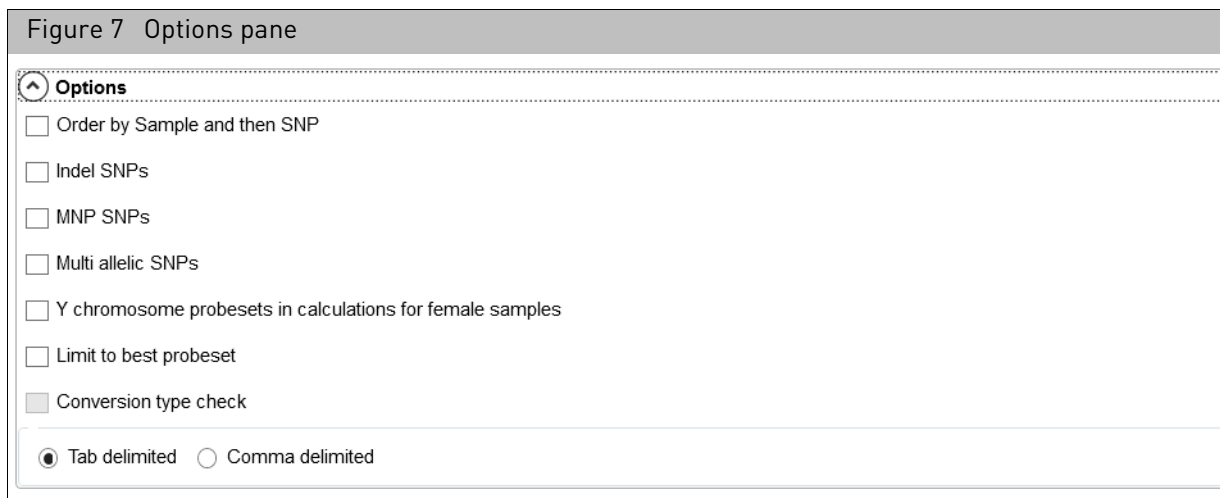 Figure 7 Options pane
Options
Order by Sample and then SNP
Indel SNPs
MNP SNPs
Multi allelic SNPs
Y chromosome probesets in calculations for female samples
Limit to best probeset
Conversion type check
Tab delimited Comma delimited